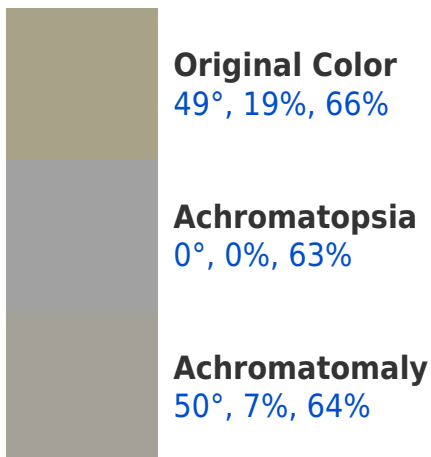 Original Color
49°, 19%, 66%
Achromatopsia
0°, 0%, 63%
Achromatomaly
50°, 7%, 64%